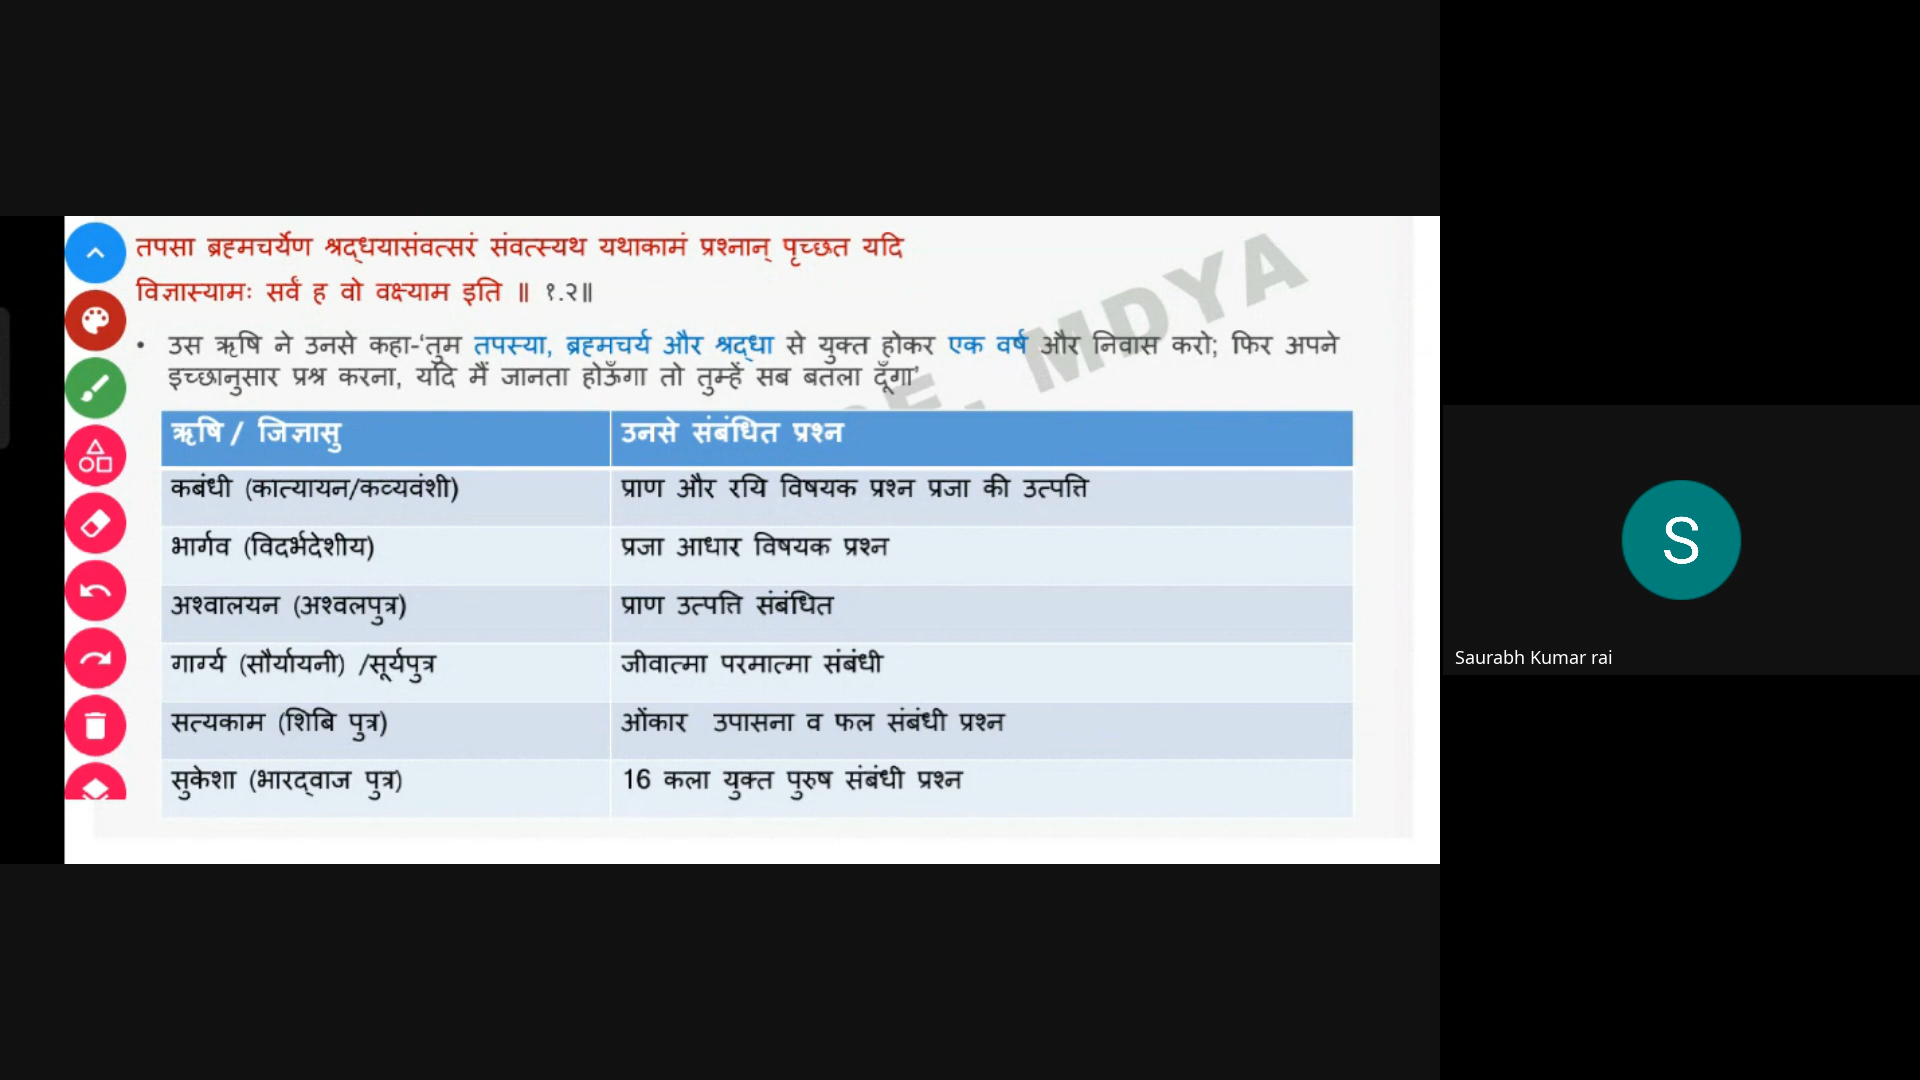 तपसा ब्रह्मचर्येण श्रद्धयासंवत्सरं संवत्स्यथ यथाकामं प्रश्नान् पृच्छत यदि
विज्ञास्यामः सर्वं ह वो वक्ष्याम इति ॥ १.२॥
MDYA
• उस ऋषि ने उनसे कहा-‘तुम तपस्या, ब्रह्मचर्य और श्रद्धा से युक्त होकर एक वर्ष और निवास करो; फिर अपने
इच्छानुसार प्रश्र करना, यदि मैं जानता होऊँगा तो तुम्हें सब बतला दूँगा’
ऋषि / जिज्ञासु उनसे संबंधित प्रश्न
कबंधी (कात्यायन/कव्यवंशी) प्राण और रयि विषयक प्रश्न प्रजा की उत्पत्ति
भार्गव (विदर्भदेशीय) प्रजा आधार विषयक प्रश्न
अश्वालयन (अश्वलपुत्र) प्राण उत्पत्ति संबंधित
गार्ग्य (सौर्यायनी) /सूर्यपुत्र जीवात्मा परमात्मा संबंधी
सत्यकाम (शिबि पुत्र) ओंकार उपासना व फल संबंधी प्रश्न
सुकेशा (भारद्वाज पुत्र) 16 कला युक्त पुरुष संबंधी प्रश्न
S
Saurabh Kumar rai